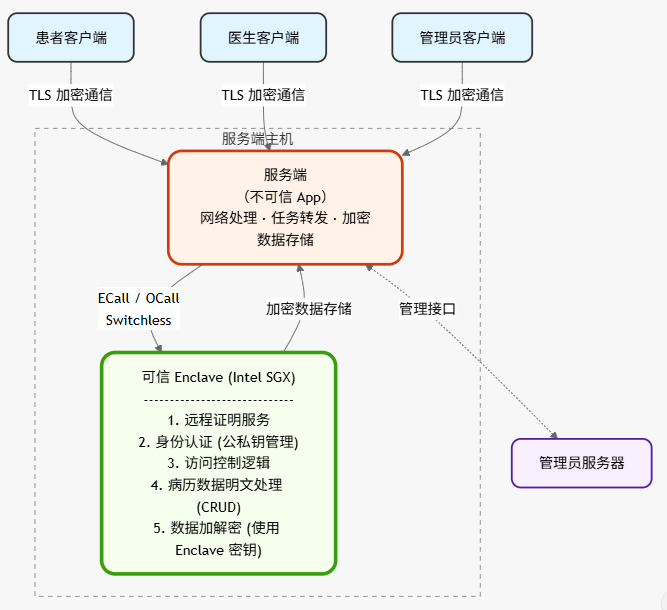 患者客户端
医生客户端
管理员客户端
TLS 加密通信
TLS 加密通信
TLS 加密通信
服务端主机
服务端
（不可信 App）
网络处理 · 任务转发 · 加密
数据存储
ECall / OCall
Switchless
加密数据存储
管理接口
可信 Enclave (Intel SGX)
----------------------------
1. 远程证明服务
2. 身份认证 (公私钥管理)
3. 访问控制逻辑
4. 病历数据明文处理
(CRUD)
5. 数据加解密 (使用
Enclave 密钥)
管理员服务器